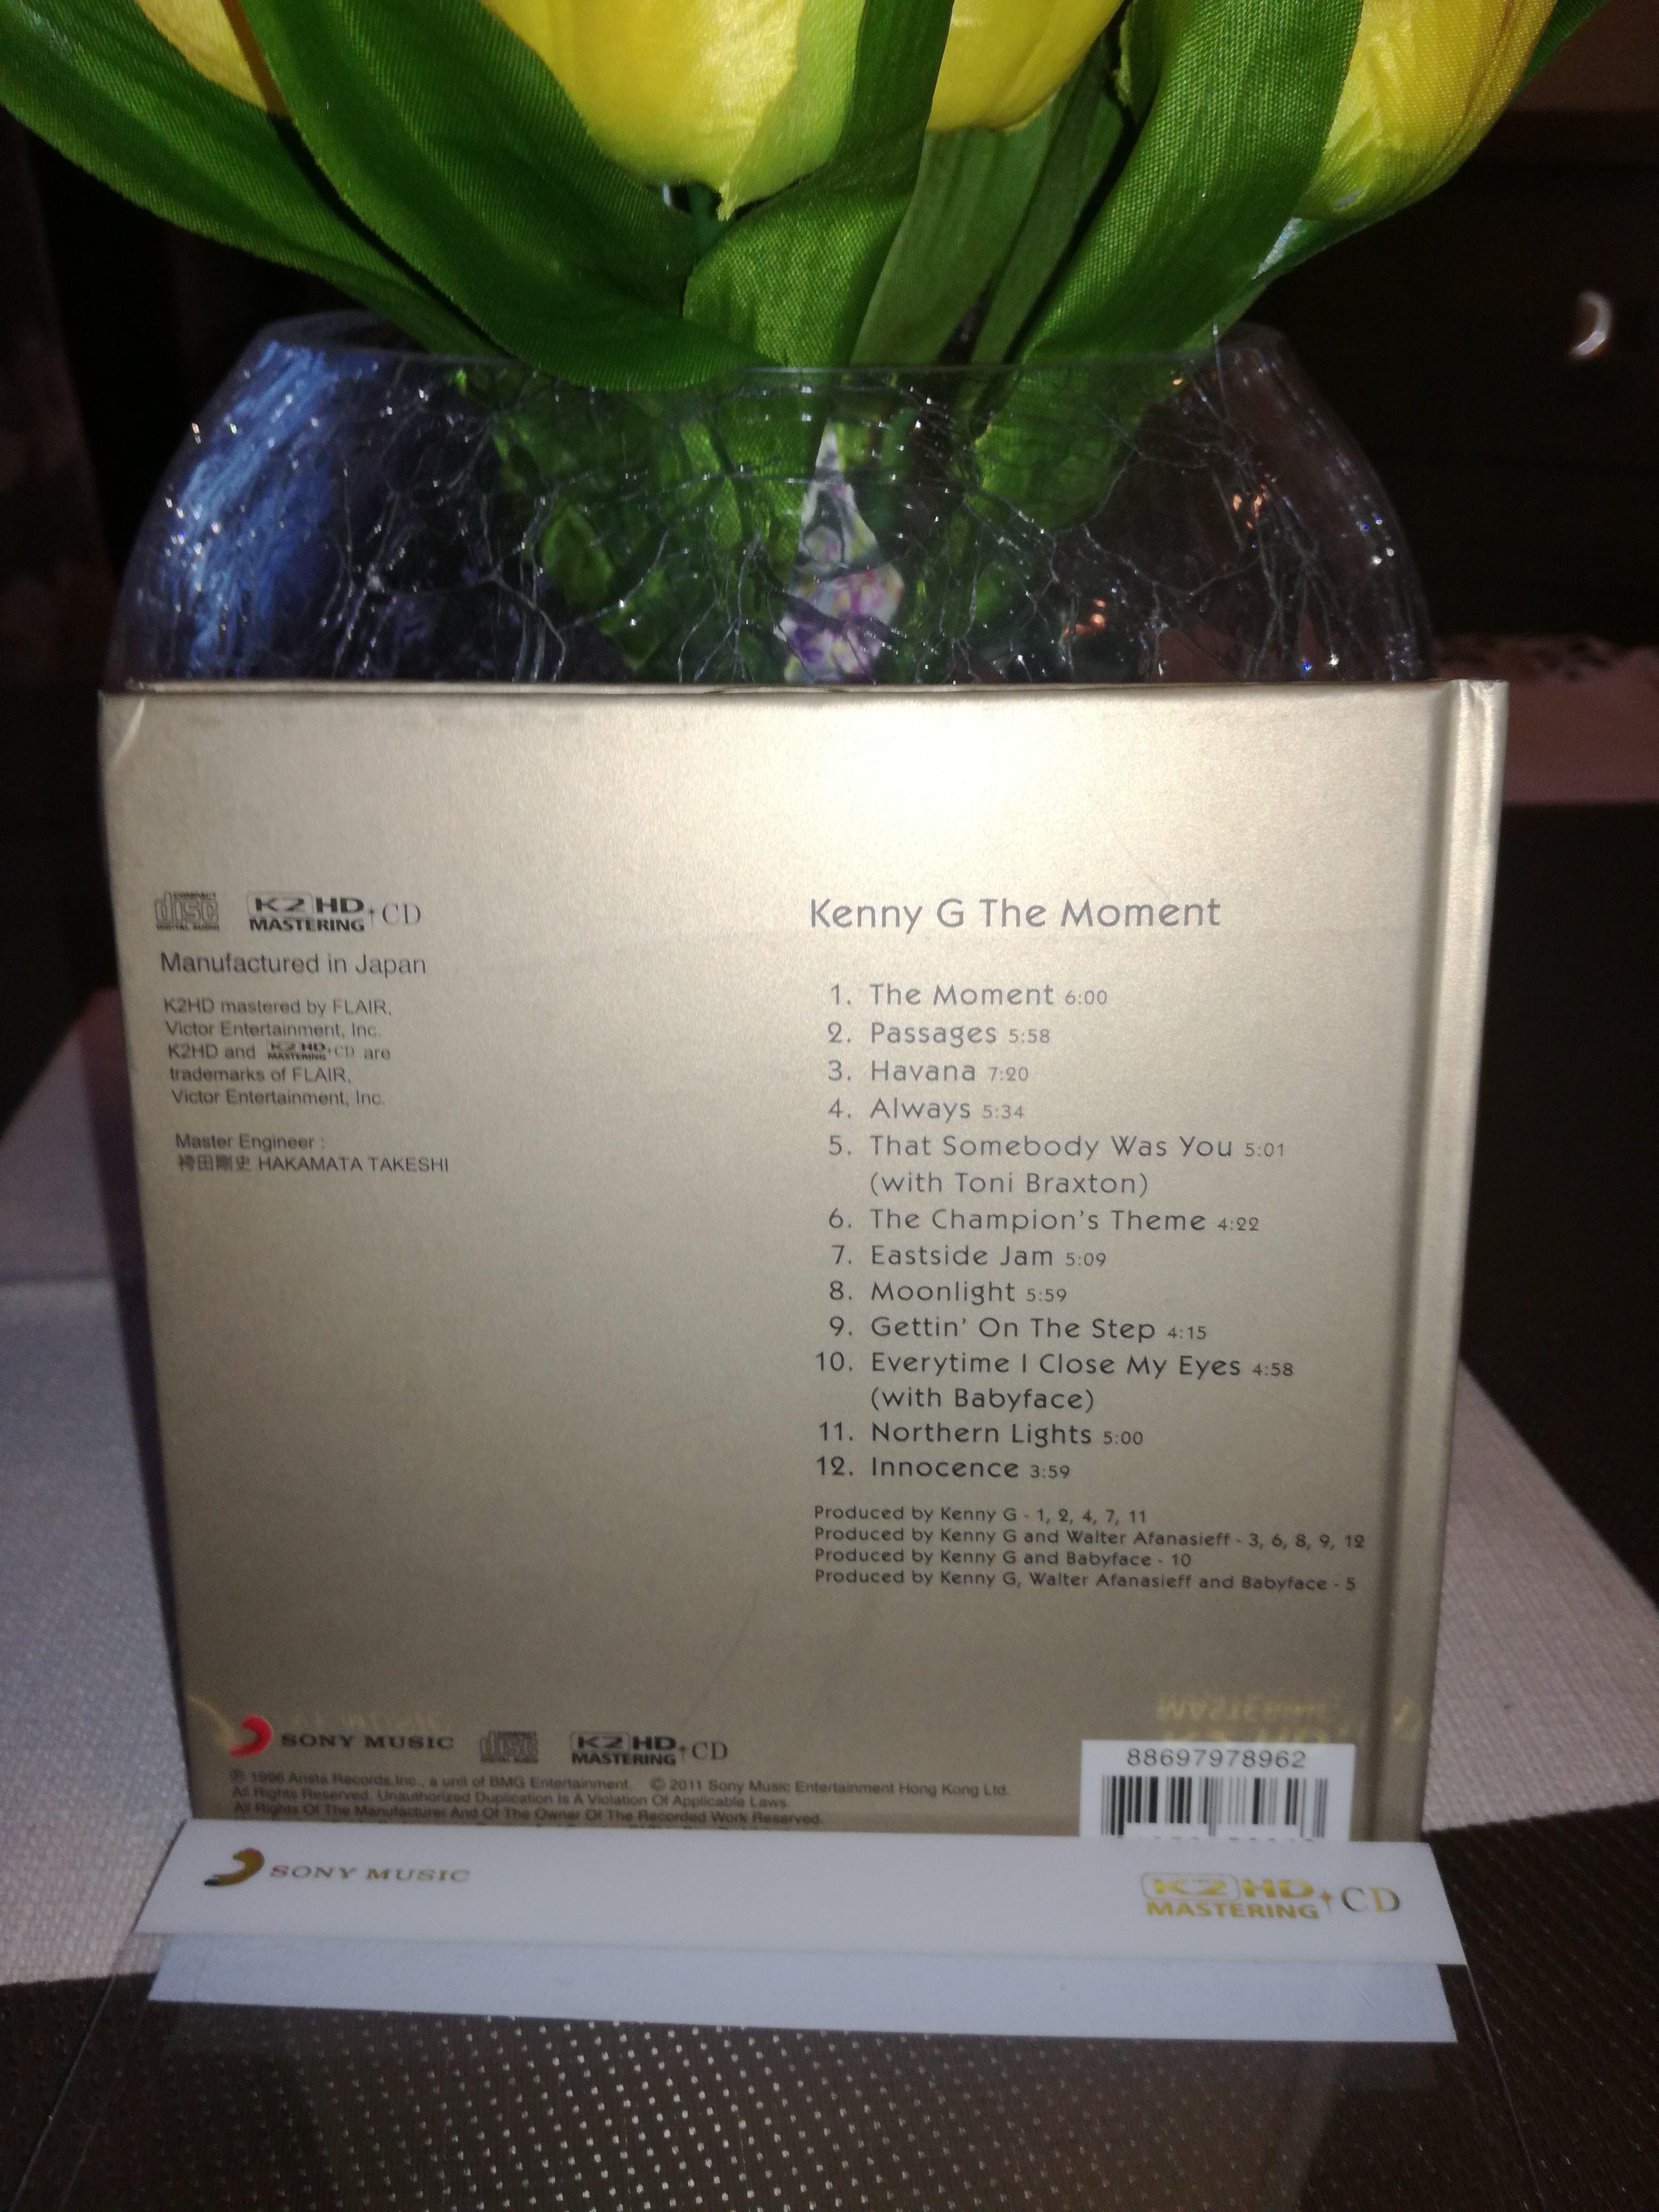 COMPACT
disc
DIGITAL AUDIO
K2 HD
MASTERING
+CD
Manufactured in Japan
K2HD mastered by FLAIR,
Victor Entertainment, Inc.
K2HD and K2 HD MASTERING +CD are
trademarks of FLAIR,
Victor Entertainment, Inc.
Master Engineer :
袴田剛史 HAKAMATA TAKESHI
Kenny G The Moment
1. The Moment 6:00
2. Passages 5:58
3. Havana 7:20
4. Always 5:34
5. That Somebody Was You 5:01
(with Toni Braxton)
6. The Champion's Theme 4:22
7. Eastside Jam 5:09
8. Moonlight 5:59
9. Gettin' On The Step 4:15
10. Everytime I Close My Eyes 4:58
(with Babyface)
11. Northern Lights 5:00
12. Innocence 3:59
Produced by Kenny G - 1, 2, 4, 7, 11
Produced by Kenny G and Walter Afanasieff - 3, 6, 8, 9, 12
Produced by Kenny G and Babyface - 10
Produced by Kenny G, Walter Afanasieff and Babyface - 5
SONY MUSIC
disc
DIGITAL AUDIO
K2 HD
MASTERING
+CD
℗ 1996 Arista Records, Inc., a unit of BMG Entertainment. © 2011 Sony Music Entertainment Hong Kong Ltd.
All Rights Reserved. Unauthorized Duplication Is A Violation Of Applicable Laws.
All Rights Of The Manufacturer And Of The Owner Of The Recorded Work Reserved.
88697978962
SONY MUSIC
K2 HD
MASTERING
+CD